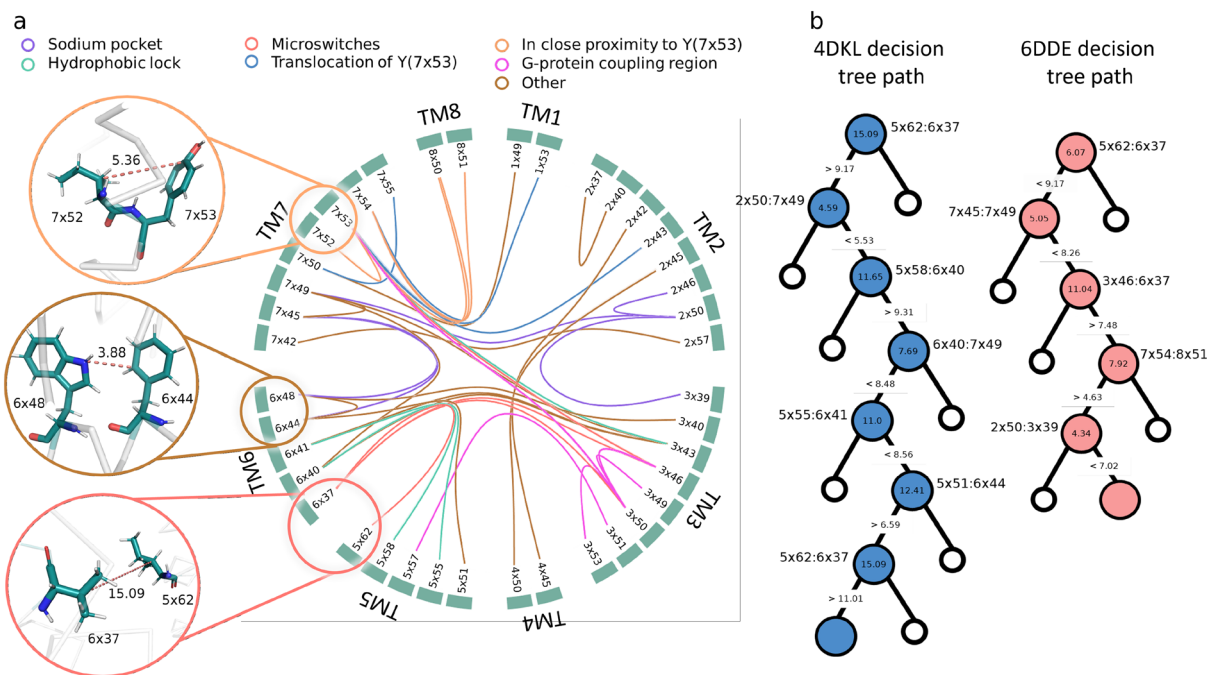 a
Sodium pocket
Hydrophobic lock
Microswitches
Translocation of Y(7x53)
In close proximity to Y(7x53)
G-protein coupling region
Other
5.36
7x52
7x53
3.88
6x48
6x44
15.09
5x62
6x37
TM8
TM1
TM2
TM3
TM4
TM5
TM6
TM7
8x50
8x51
1x49
1x53
2x37
2x40
2x42
2x43
2x45
2x46
2x50
2x57
3x39
3x40
3x43
3x46
3x49
3x50
3x51
3x53
4x45
4x50
5x51
5x55
5x57
5x58
5x62
6x37
6x40
6x41
6x44
6x48
7x42
7x45
7x49
7x50
7x52
7x53
7x54
7x55
b
4DKL decision
tree path
15.09
5x62:6x37
> 9.17
2x50:7x49
4.59
< 5.53
11.65
5x58:6x40
> 9.31
7.69
6x40:7x49
< 8.48
5x55:6x41
11.0
< 8.56
12.41
5x51:6x44
> 6.59
5x62:6x37
15.09
> 11.01
6DDE decision
tree path
6.07
5x62:6x37
< 9.17
7x45:7x49
5.05
< 8.26
11.04
3x46:6x37
> 7.48
7.92
7x54:8x51
> 4.63
2x50:3x39
4.34
< 7.02